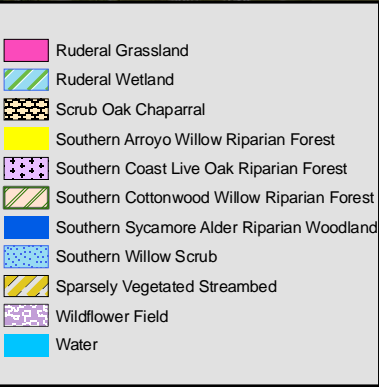 Ruderal Grassland
Ruderal Wetland
Scrub Oak Chaparral
Southern Arroyo Willow Riparian Forest
Southern Coast Live Oak Riparian Forest
Southern Cottonwood Willow Riparian Forest
Southern Sycamore Alder Riparian Woodland
Southern Willow Scrub
Sparsely Vegetated Streambed
Wildflower Field
Water